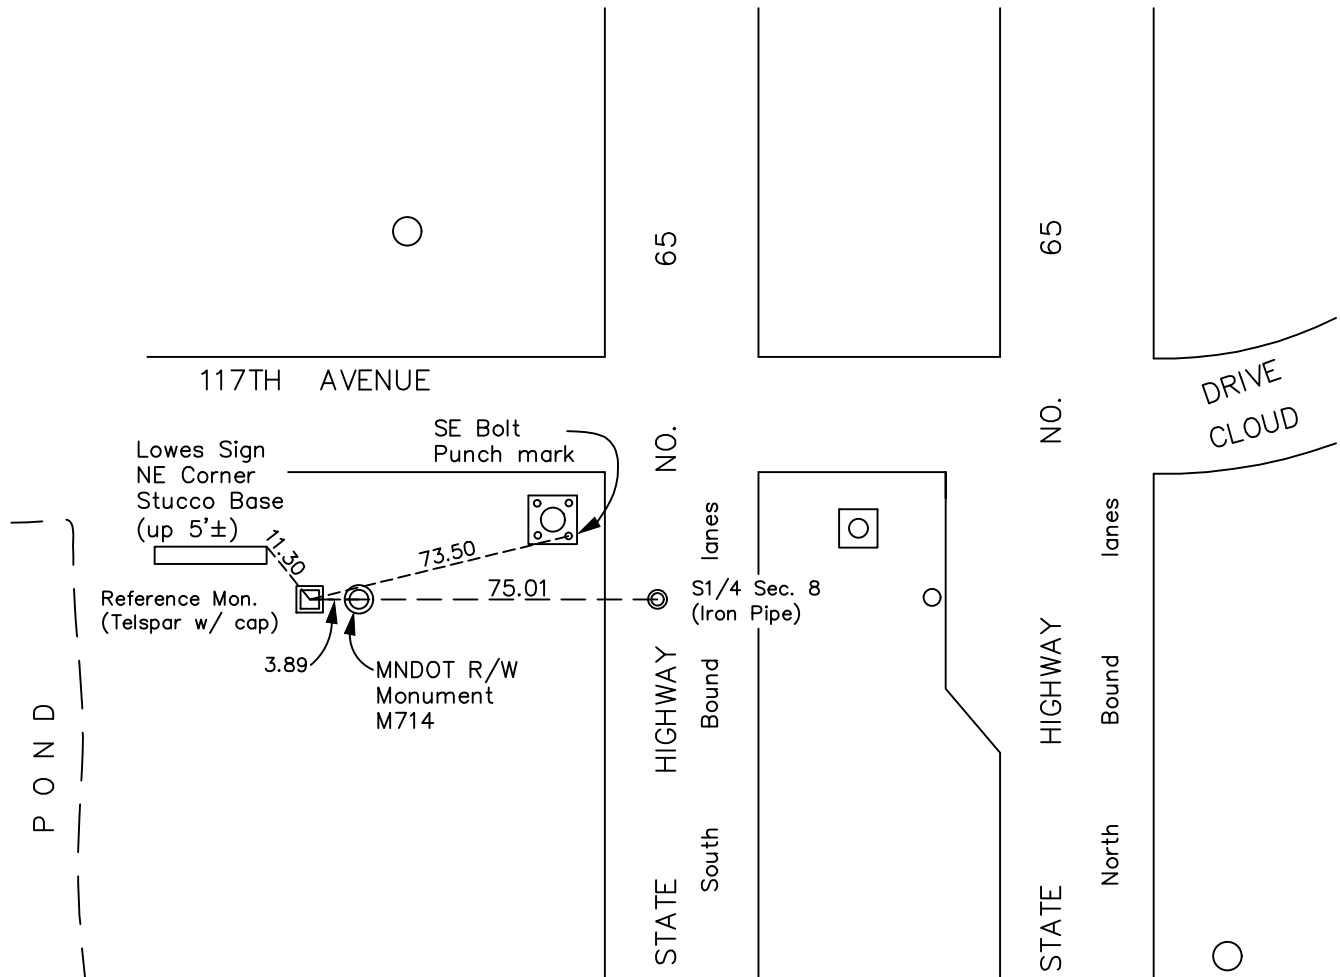 65
65
117TH AVENUE
DRIVE
CLOUD
NO.
NO.
SE Bolt
Punch mark
Lowes Sign
NE Corner
Stucco Base
(up 5'±)
11.30
73.50
75.01
lanes
lanes
Reference Mon.
(Telspar w/ cap)
S1/4 Sec. 8
(Iron Pipe)
3.89
MNDOT R/W
Monument
M714
HIGHWAY
Bound
HIGHWAY
Bound
POND
South
North
STATE
STATE